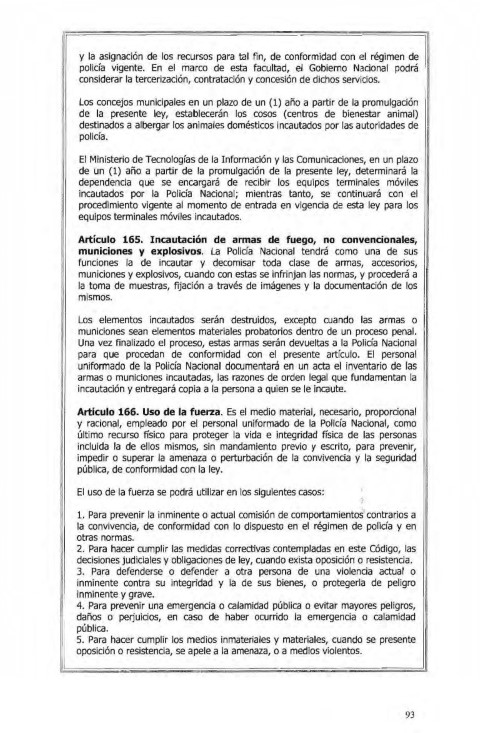 y la asignación de los recursos para tal fin, de conformidad con el régimen de
policía vigente. En el marco de esta facultad, el Gobierno Nacional podrá
considerar la tercerización, contratación y concesión de dichos servicios.
Los concejos municipales en un plazo de un (1) año a partir de la promulgación
de la presente ley, establecerán los cosos (centros de bienestar animal)
destinados a albergar los animales domésticos incautados por las autoridades de
policía.
El Ministerio de Tecnologías de la Información y las Comunicaciones, en un plazo
de un (1) año a partir de la promulgación de la presente ley, determinará la
dependencia que se encargará de recibir los equipos terminales móviles
incautados por la Policía Nacional; mientras tanto, se continuará con el
procedimiento vigente al momento de entrada en vigencia de esta ley para los
equipos terminales móviles incautados.
Artículo 165. Incautación de armas de fuego, no convencionales,
municiones y explosivos. La Policía Nacional tendrá como una de sus
funciones la de incautar y decomisar toda clase de armas, accesorios,
municiones y explosivos, cuando con estas se infrinjan las normas, y procederá a
la toma de muestras, fijación a través de imágenes y la documentación de los
mismos.
Los elementos incautados serán destruidos, excepto cuando las armas o
municiones sean elementos materiales probatorios dentro de un proceso penal.
Una vez finalizado el proceso, estas armas serán devueltas a la Policía Nacional
para que procedan de conformidad con el presente artículo. El personal
uniformado de la Policía Nacional documentará en un acta el inventario de las
armas o municiones incautadas, las razones de orden legal que fundamentan la
incautación y entregará copia a la persona a quien se le incaute.
Artículo 166. Uso de la fuerza. Es el medio material, necesario, proporcional
y racional, empleado por el personal uniformado de la Policía Nacional, como
último recurso físico para proteger la vida e integridad física de las personas
incluida la de ellos mismos, sin mandamiento previo y escrito, para prevenir,
impedir o superar la amenaza o perturbación de la convivencia y la seguridad
pública, de conformidad con la ley.
El uso de la fuerza se podrá utilizar en los siguientes casos:
1. Para prevenir la inminente o actual comisión de comportamientos contrarios a
la convivencia, de conformidad con lo dispuesto en el régimen de policía y en
otras normas.
2. Para hacer cumplir las medidas correctivas contempladas en este Código, las
decisiones judiciales y obligaciones de ley, cuando exista oposición o resistencia.
3. Para defenderse o defender a otra persona de una violencia actual o
inminente contra su integridad y la de sus bienes, o protegerla de peligro
inminente y grave.
4. Para prevenir una emergencia o calamidad pública o evitar mayores peligros,
daños o perjuicios, en caso de haber ocurrido la emergencia o calamidad
pública.
5. Para hacer cumplir los medios inmateriales y materiales, cuando se presente
oposición o resistencia, se apele a la amenaza, o a medios violentos.
93